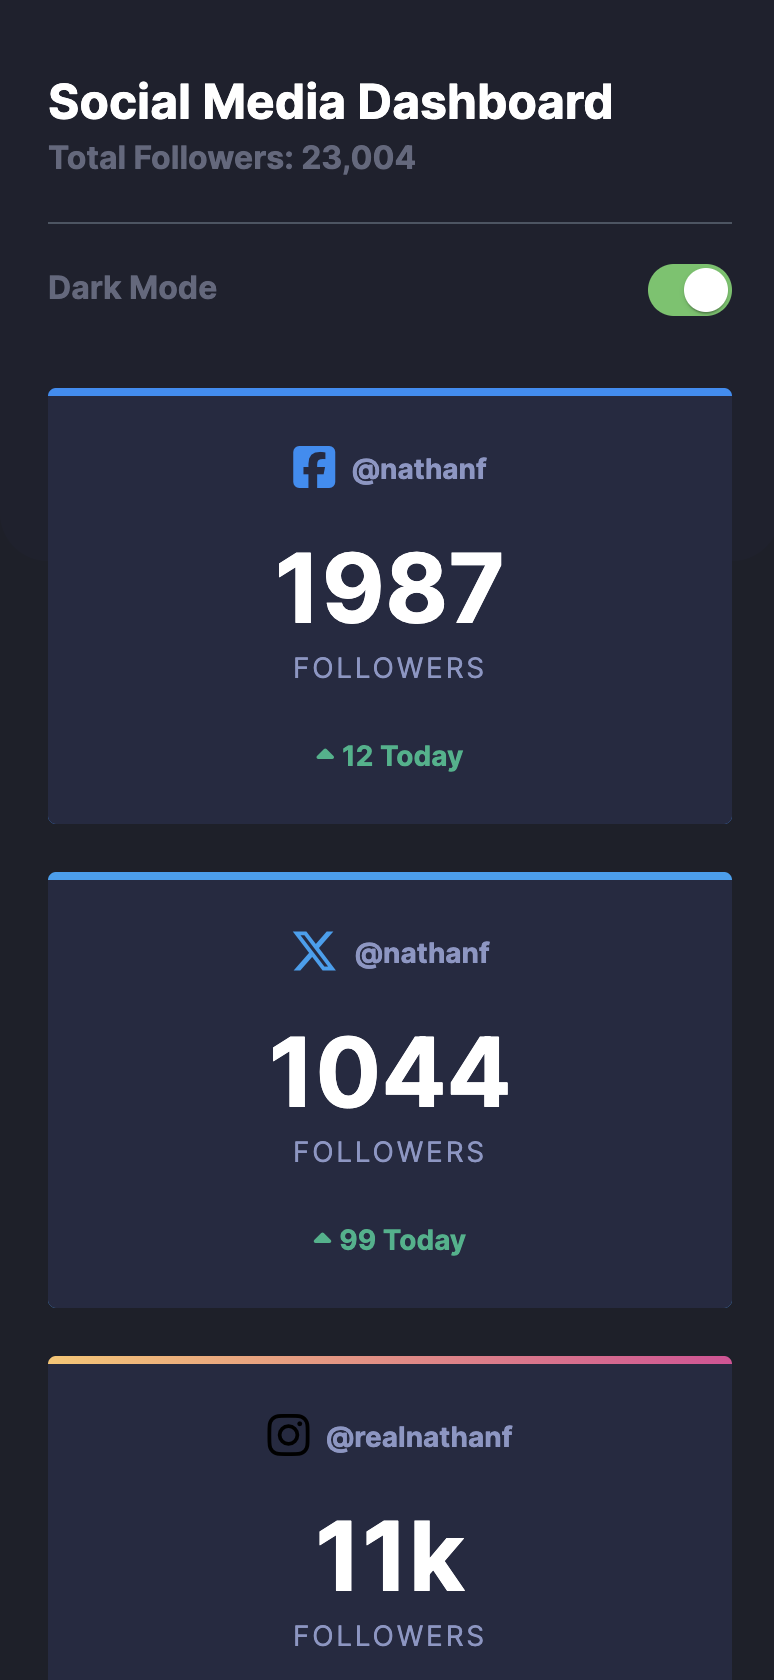 Social Media Dashboard
Total Followers: 23,004
Dark Mode
@nathanf
1987
FOLLOWERS
12 Today
@nathanf
1044
FOLLOWERS
99 Today
@realnathanf
11k
FOLLOWERS